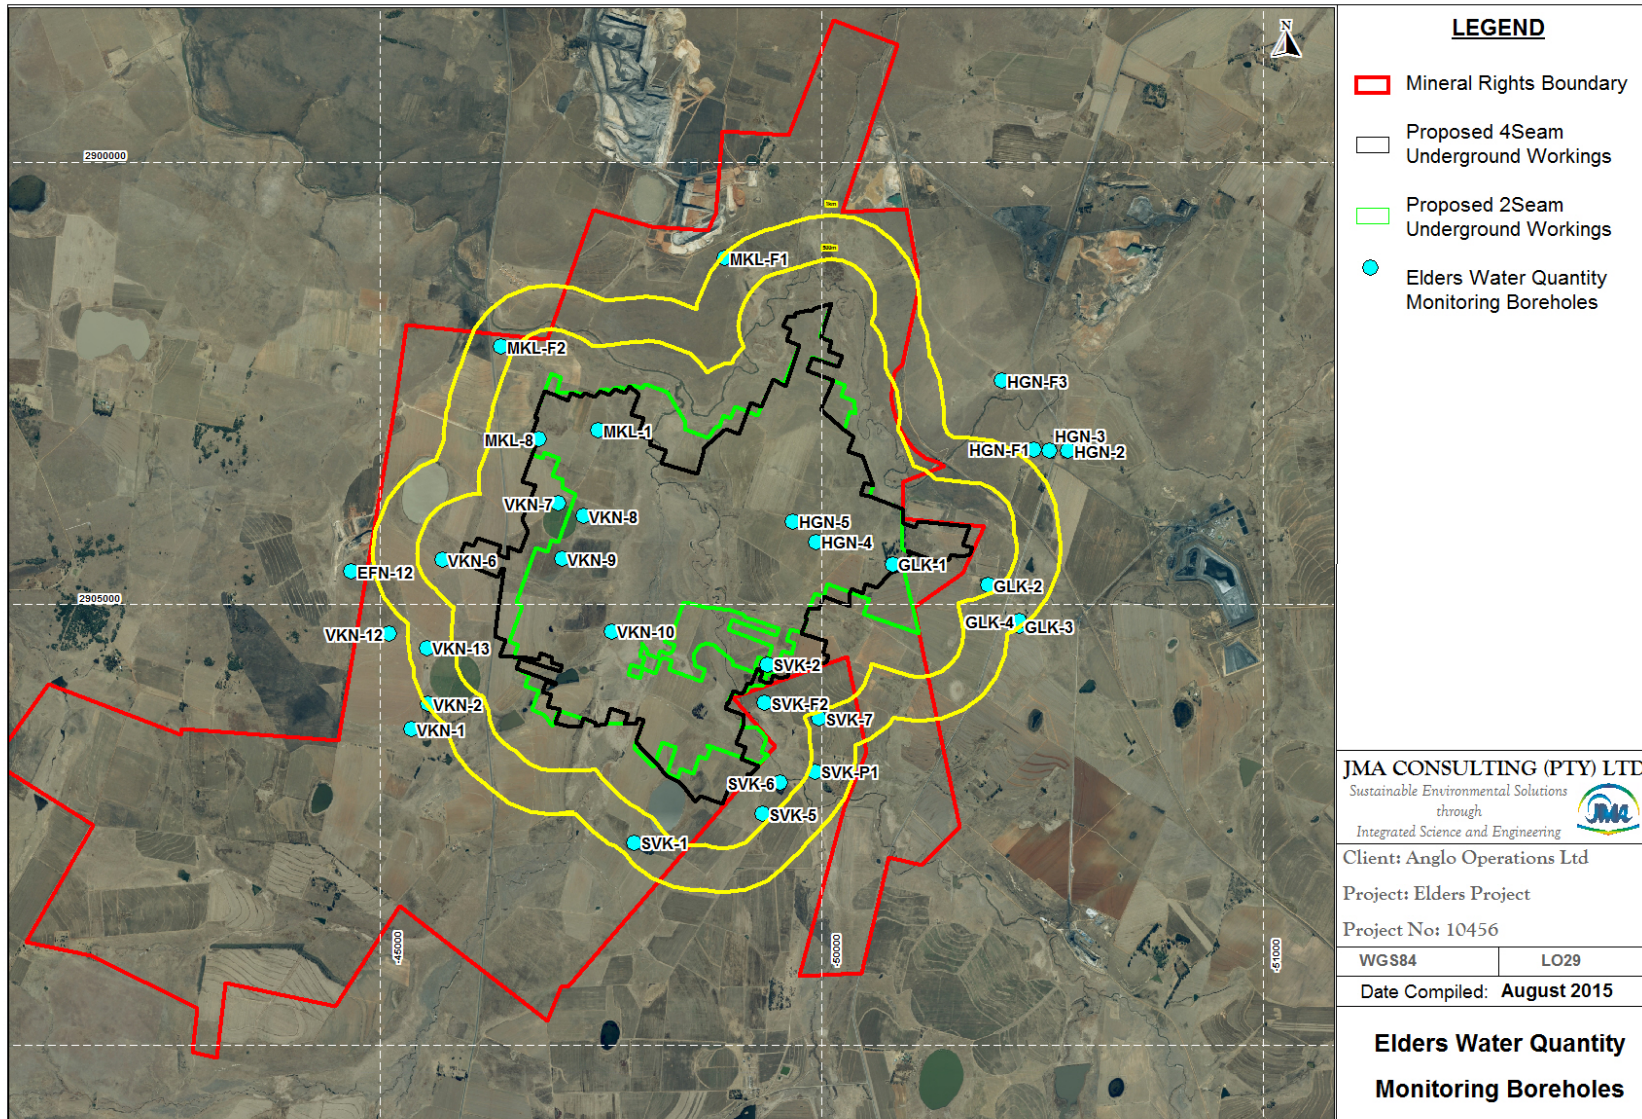 N
2900000
1km
500m
MKL-F1
MKL-F2
HGN-F3
MKL-1
MKL-8
HGN-3
HGN-F1
HGN-2
VKN-7
VKN-8
HGN-5
HGN-4
VKN-6
VKN-9
GLK-1
EFN-12
GLK-2
2905000
GLK-4
GLK-3
VKN-12
VKN-10
VKN-13
SVK-2
VKN-2
SVK-F2
SVK-7
VKN-1
SVK-P1
SVK-6
SVK-5
SVK-1
-45000
-50000
-51000
LEGEND
Mineral Rights Boundary
Proposed 4Seam
Underground Workings
Proposed 2Seam
Underground Workings
Elders Water Quantity
Monitoring Boreholes
JMA CONSULTING (PTY) LTD
Sustainable Environmental Solutions
through
Integrated Science and Engineering
JMA
Client: Anglo Operations Ltd
Project: Elders Project
Project No: 10456
WGS84 LO29
Date Compiled: August 2015
Elders Water Quantity
Monitoring Boreholes